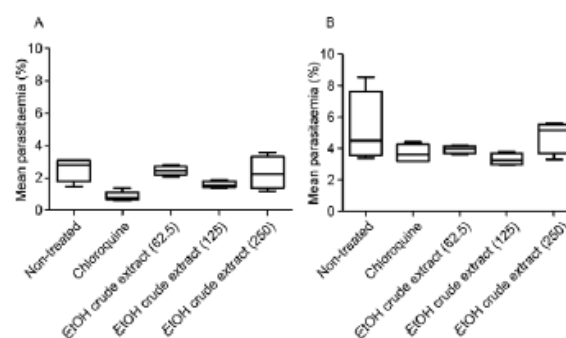 A
B
Mean parasitaemia (%)
10
8
6
4
2
0
Non-treated
Chloroquine
EtOH crude extract (62.5)
EtOH crude extract (125)
EtOH crude extract (250)
Mean parasitaemia (%)
10
8
6
4
2
0
Non-treated
Chloroquine
EtOH crude extract (62.5)
EtOH crude extract (125)
EtOH crude extract (250)